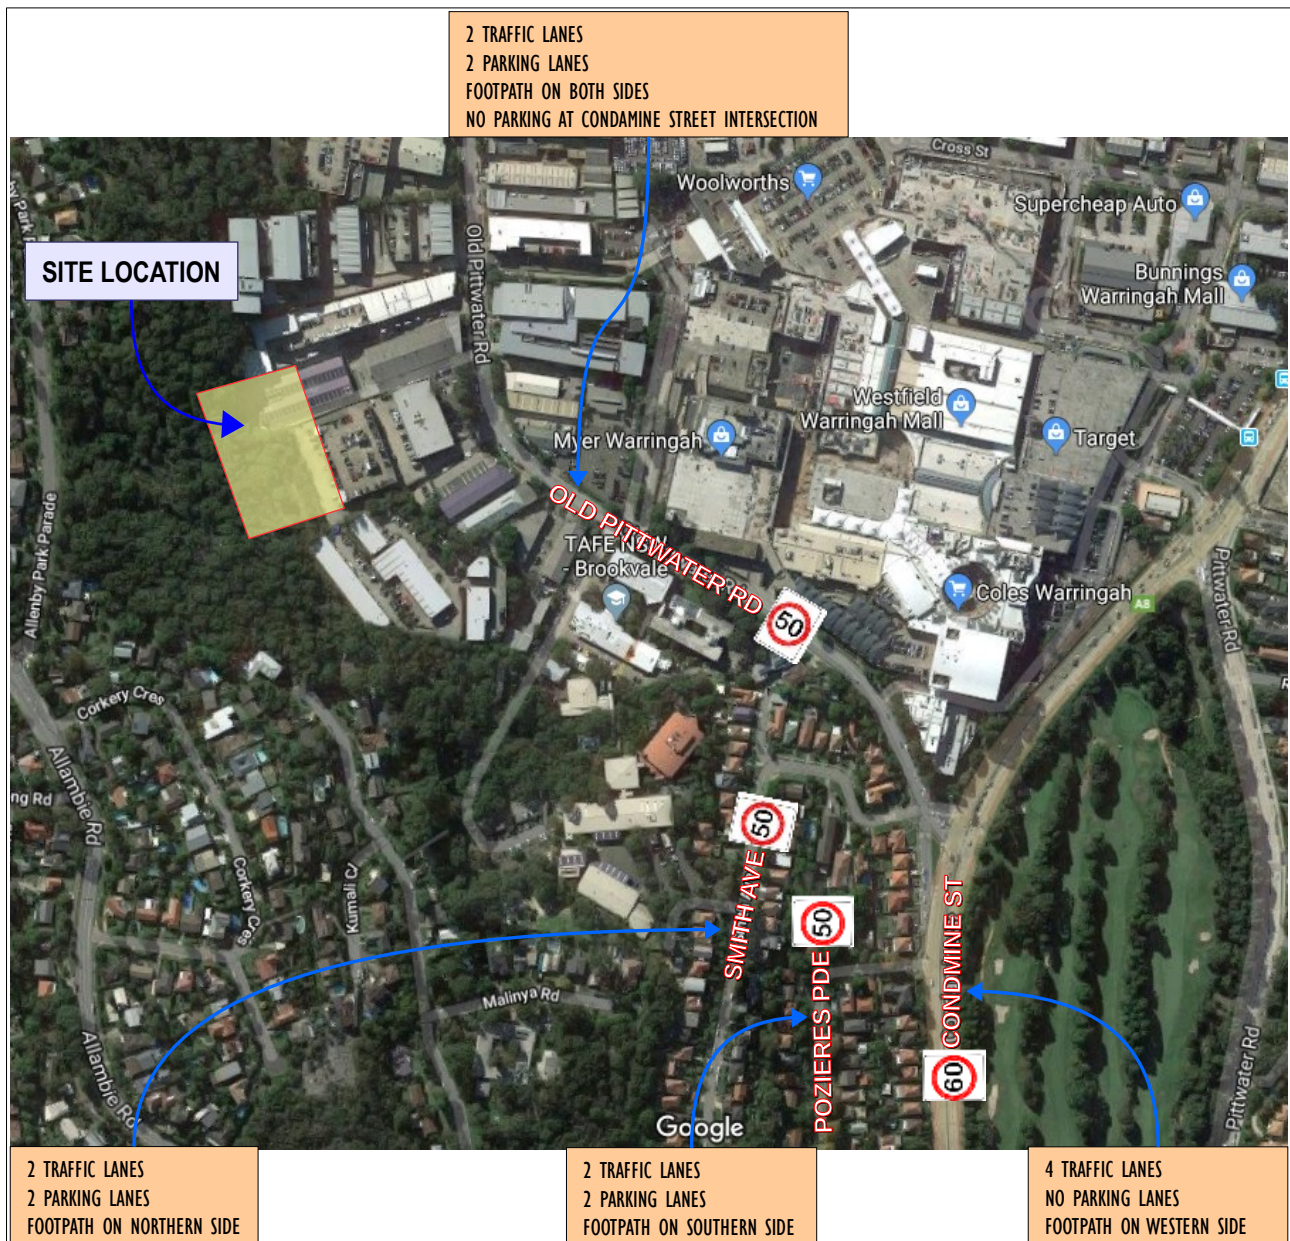 2 TRAFFIC LANES
2 PARKING LANES
FOOTPATH ON BOTH SIDES
NO PARKING AT CONDAMINE STREET INTERSECTION
Cross St
Woolworths
Supercheap Auto
Old Pittwater Rd
SITE LOCATION
Bunnings
Warringah Mall
Westfield
Warringah Mall
Myer Warringah
Target
OLD PITTWATER RD
TAFE NSW
- Brookvale
50
Coles Warringah
A8
Pittwater Rd
Allenby Park Parade
Corkery Cres
Allambie Rd
ng Rd
50
SMITH AVE
Corkery Cres
Kumali Cl
50
POZIERES PDE
CONDMINE ST
60
Malinya Rd
Allambie Rd
Pittwater Rd
Google
2 TRAFFIC LANES
2 PARKING LANES
FOOTPATH ON NORTHERN SIDE
2 TRAFFIC LANES
2 PARKING LANES
FOOTPATH ON SOUTHERN SIDE
4 TRAFFIC LANES
NO PARKING LANES
FOOTPATH ON WESTERN SIDE